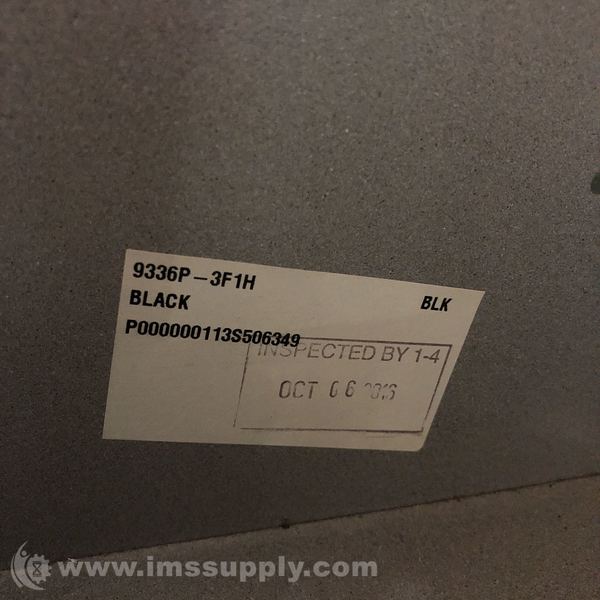 9336P-3F1H
BLACK BLK
P000000113S506349
INSPECTED BY 1-4
OCT 06
www.imssupply.com